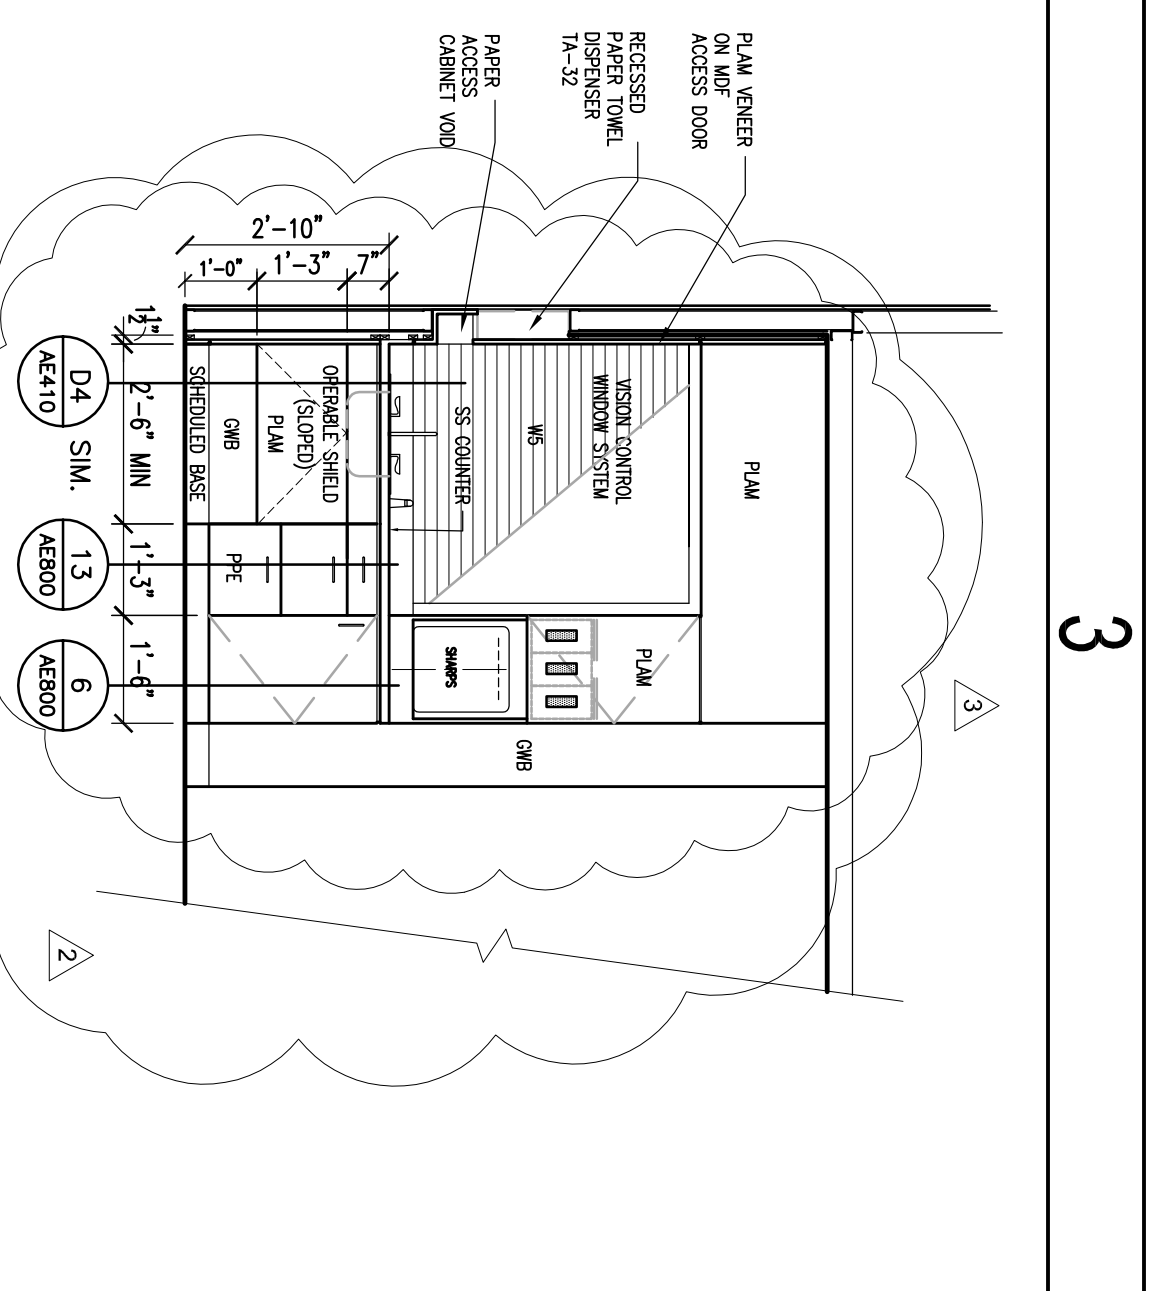 3
PLAM VENEER
ON MDF
ACCESS DOOR
RECESSED
PAPER TOWEL
DISPENSER
TA-32
PAPER
ACCESS
CABINET VOID
3
PLAM
VISION CONTROL
WINDOW SYSTEM
W5
SS COUNTER
PLAM
SHARPS
GWB
2'-10"
7"
1'-3"
1'-0"
OPERABLE SHIELD
(SLOPED)
PLAM
GWB
PPE
SCHEDULED BASE
1½"
2'-6" MIN
1'-3"
1'-6"
D4
AE410
SIM.
13
AE800
6
AE800
2